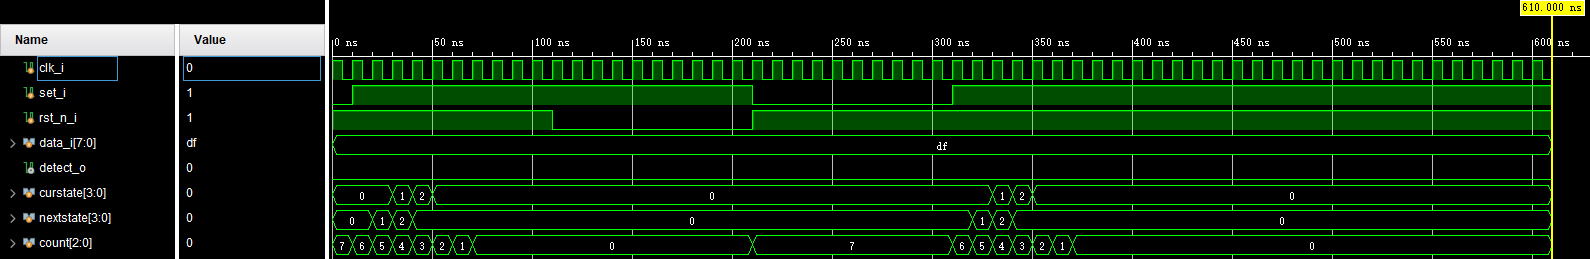 610.000 ns
Name Value
0 ns 50 ns 100 ns 150 ns 200 ns 250 ns 300 ns 350 ns 400 ns 450 ns 500 ns 550 ns 600 ns
clk_i 0
set_i 1
rst_n_i 1
data_i[7:0] df df
detect_o 0
curstate[3:0] 0 0 1 2 0 1 2 0
nextstate[3:0] 0 0 1 2 0 1 2 0
count[2:0] 0 7 6 5 4 3 2 1 0 7 6 5 4 3 2 1 0